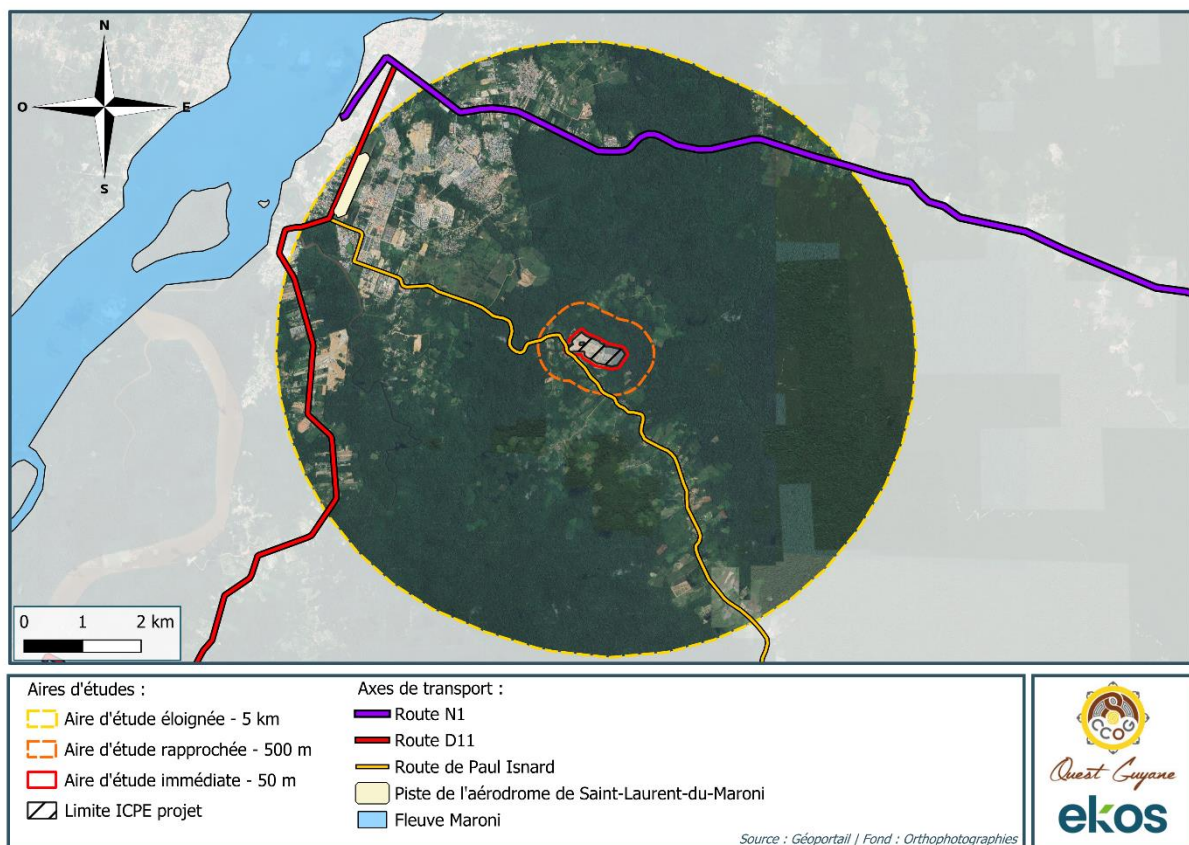 N
O
E
S
0 1 2 km
Aires d'études :
Aire d'étude éloignée - 5 km
Aire d'étude rapprochée - 500 m
Aire d'étude immédiate - 50 m
Limite ICPE projet
Axes de transport :
Route N1
Route D11
Route de Paul Isnard
Piste de l'aérodrome de Saint-Laurent-du-Maroni
Fleuve Maroni
Source : Géoportail | Fond : Orthophotographies
CCOG
Ouest Guyane
ekos